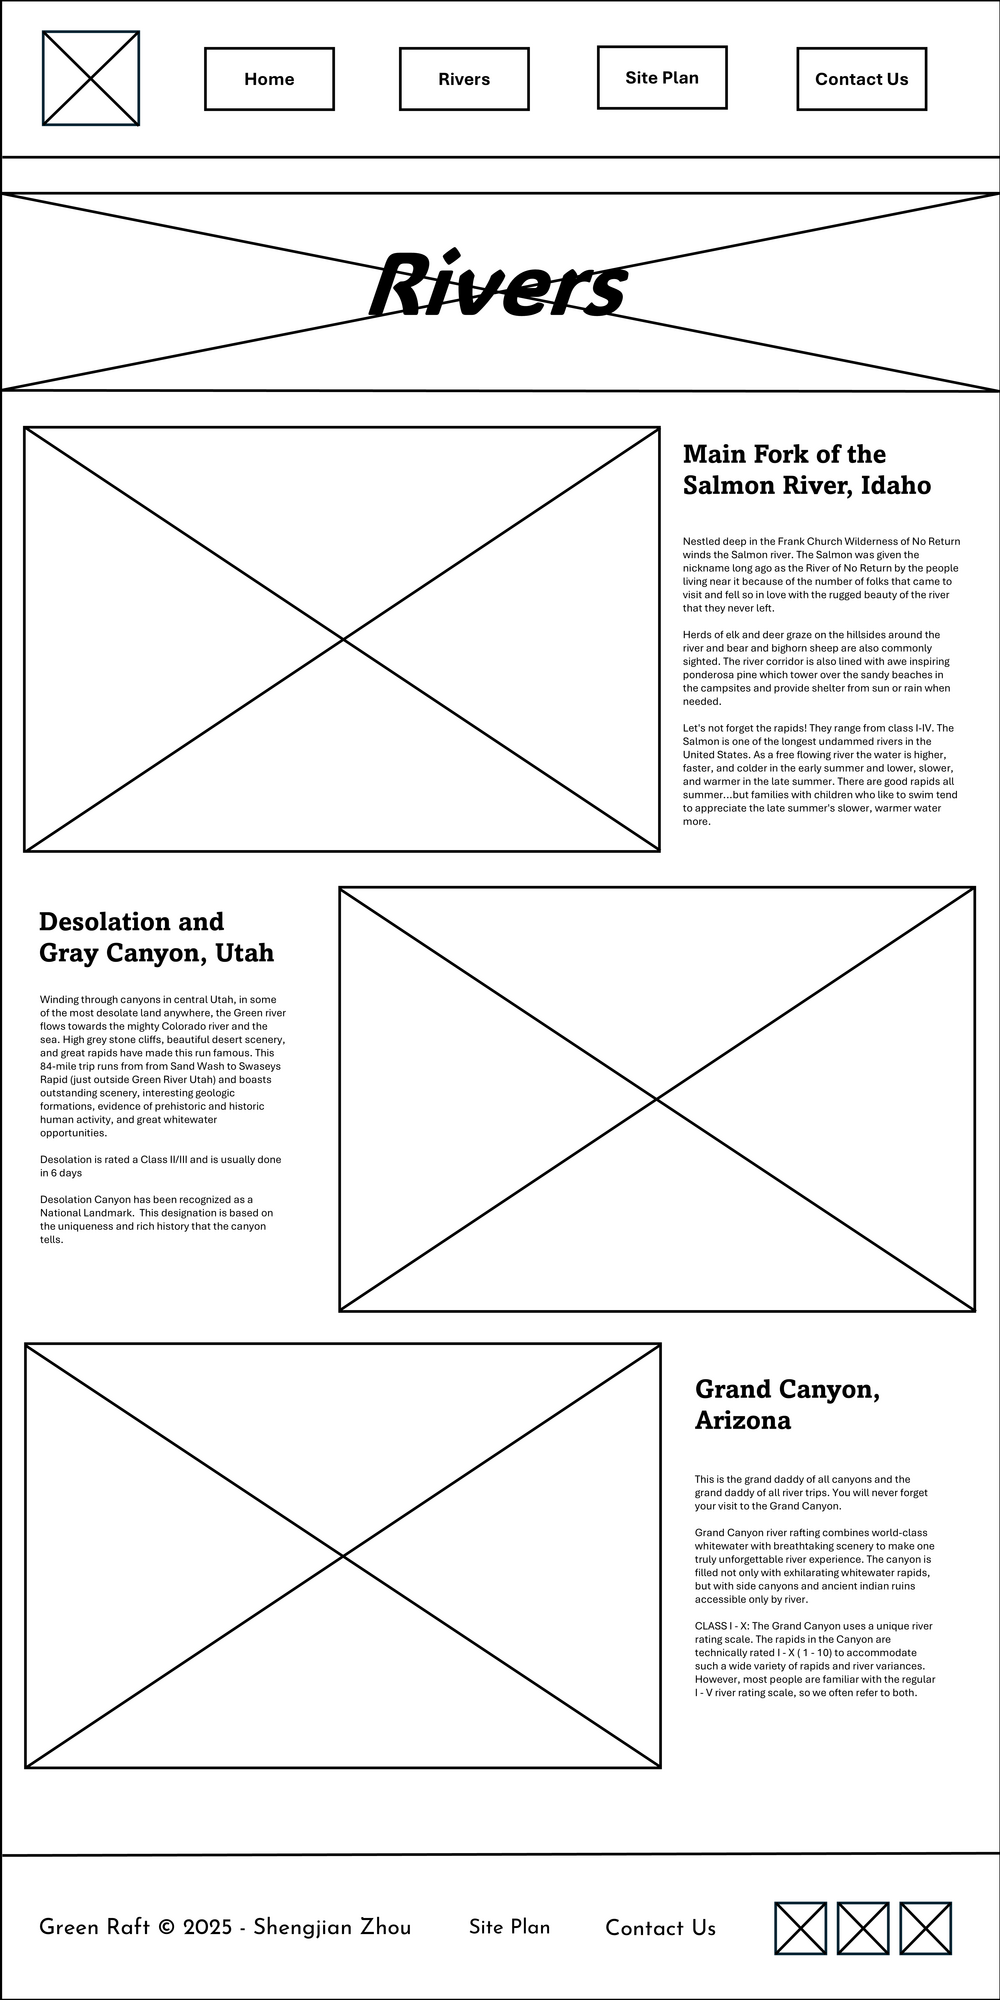 Home
Rivers
Site Plan
Contact Us
Rivers
Main Fork of the
Salmon River, Idaho
Nestled deep in the Frank Church Wilderness of No Return
winds the Salmon river. The Salmon was given the
nickname long ago as the River of No Return by the people
living near it because of the number of folks that came to
visit and fell so in love with the rugged beauty of the river
that they never left.
Herds of elk and deer graze on the hillsides around the
river and bear and bighorn sheep are also commonly
sighted. The river corridor is also lined with awe inspiring
ponderosa pine which tower over the sandy beaches in
the campsites and provide shelter from sun or rain when
needed.
Let's not forget the rapids! They range from class I-IV. The
Salmon is one of the longest undammed rivers in the
United States. As a free flowing river the water is higher,
faster, and colder in the early summer and lower, slower,
and warmer in the late summer. There are good rapids all
summer...but families with children who like to swim tend
to appreciate the late summer's slower, warmer water
more.
Desolation and
Gray Canyon, Utah
Winding through canyons in central Utah, in some
of the most desolate land anywhere, the Green river
flows towards the mighty Colorado river and the
sea. High grey stone cliffs, beautiful desert scenery,
and great rapids have made this run famous. This
84-mile trip runs from from Sand Wash to Swaseys
Rapid (just outside Green River Utah) and boasts
outstanding scenery, interesting geologic
formations, evidence of prehistoric and historic
human activity, and great whitewater
opportunities.
Desolation is rated a Class II/III and is usually done
in 6 days
Desolation Canyon has been recognized as a
National Landmark.  This designation is based on
the uniqueness and rich history that the canyon
tells.
Grand Canyon,
Arizona
This is the grand daddy of all canyons and the
grand daddy of all river trips. You will never forget
your visit to the Grand Canyon.
Grand Canyon river rafting combines world-class
whitewater with breathtaking scenery to make one
truly unforgettable river experience. The canyon is
filled not only with exhilarating whitewater rapids,
but with side canyons and ancient indian ruins
accessible only by river.
CLASS I - X: The Grand Canyon uses a unique river
rating scale. The rapids in the Canyon are
technically rated I - X ( 1 - 10) to accommodate
such a wide variety of rapids and river variances.
However, most people are familiar with the regular
I - V river rating scale, so we often refer to both.
Green Raft © 2025 - Shengjian Zhou
Site Plan
Contact Us